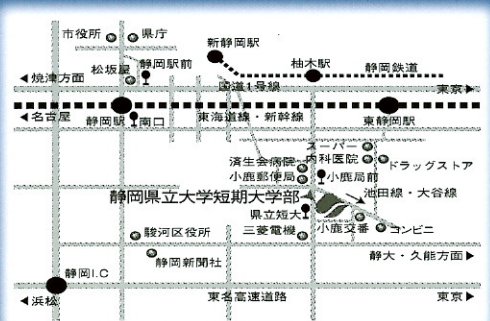 市役所
県庁
新静岡駅
松坂屋
静岡駅前
柚木駅
静岡鉄道
◀焼津方面
国道1号線
東京▶
◀名古屋
静岡駅
南口
東海道線・新幹線
東静岡駅
スーパー
済生会病院
内科医院
ドラッグストア
小鹿郵便局
小鹿局前
静岡県立大学短期大学部
池田線・大谷線
県立短大
駿河区役所
三菱電機
小鹿交番
コンビニ
静岡新聞社
静大・久能方面▶
静岡I.C
◀浜松
東名高速道路
東京▶